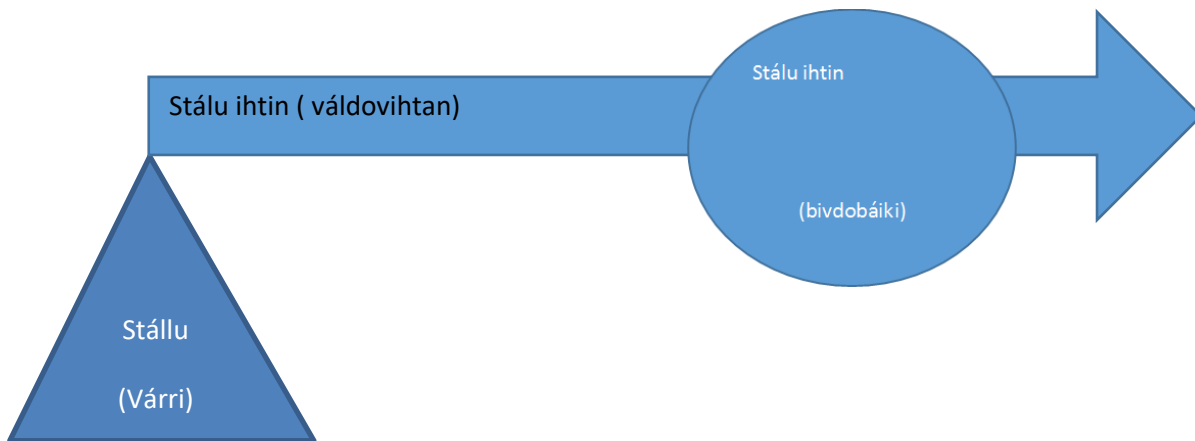 Stálu ihtin
Stálu ihtin ( váldovihtan)
(bivdobáiki)
Stállu
(Várri)